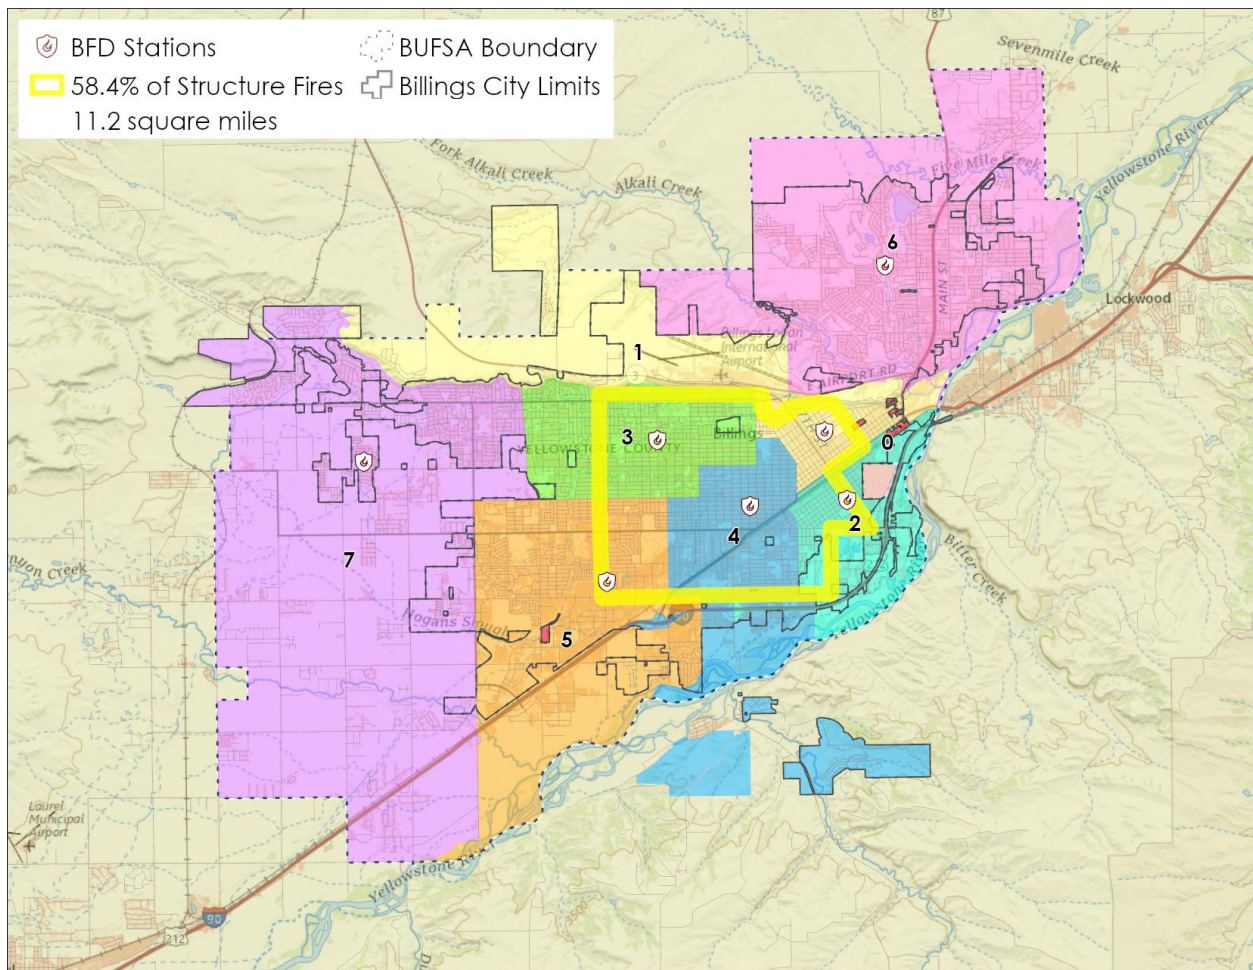 BFD Stations
BUFSA Boundary
58.4% of Structure Fires
Billings City Limits
11.2 square miles
87
Sevenmile Creek
Fork Alkali Creek
Alkali Creek
Five Mile Creek
Yellowstone River
6
MAIN ST
Lockwood
1
Billings Logan
International
Airport
3
E AIRPORT RD
3
Billings
YELLOWSTONE COUNTY
0
2
4
7
Bitter Creek
Hogans Slough
5
Yellowstone
Laurel
Municipal
Airport
Yellowstone River
3500
90
212